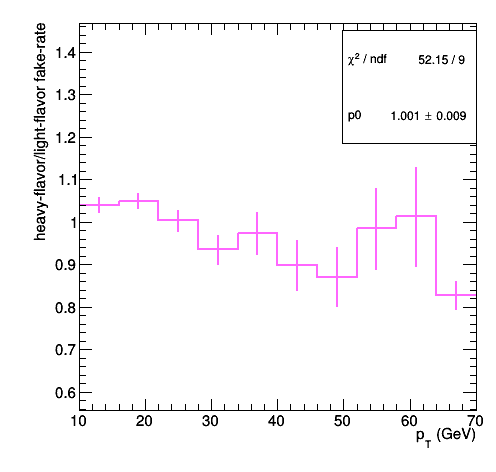 heavy-flavor/light-flavor fake-rate
χ² / ndf 52.15 / 9
p0 1.001 ± 0.009
1.4
1.3
1.2
1.1
1
0.9
0.8
0.7
0.6
10 20 30 40 50 60 70
p_T (GeV)